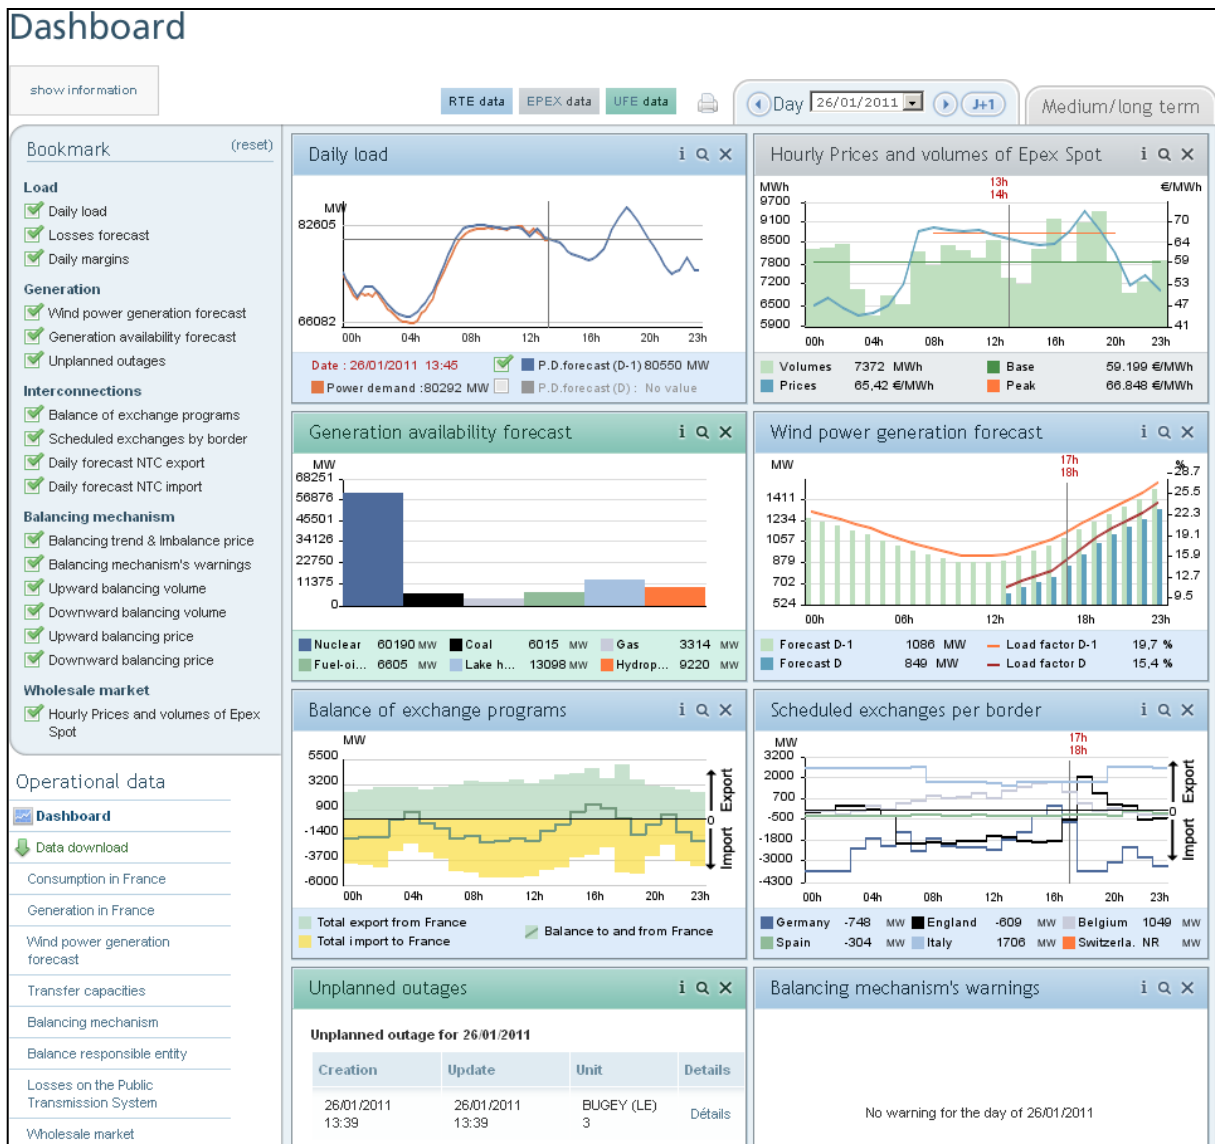 Dashboard
show information
RTE data
EPEX data
UFE data
Day
26/01/2011
J+1
Medium/long term
Bookmark
(reset)
Load
Daily load
Losses forecast
Daily margins
Generation
Wind power generation forecast
Generation availability forecast
Unplanned outages
Interconnections
Balance of exchange programs
Scheduled exchanges by border
Daily forecast NTC export
Daily forecast NTC import
Balancing mechanism
Balancing trend & Imbalance price
Balancing mechanism's warnings
Upward balancing volume
Downward balancing volume
Upward balancing price
Downward balancing price
Wholesale market
Hourly Prices and volumes of Epex
Spot
Operational data
Dashboard
Data download
Consumption in France
Generation in France
Wind power generation
forecast
Transfer capacities
Balancing mechanism
Balance responsible entity
Losses on the Public
Transmission System
Wholesale market
Daily load
MW
82605
66082
00h 04h 08h 12h 16h 20h 23h
Date : 26/01/2011 13:45
P.D.forecast (D-1) 80550 MW
Power demand :80292 MW
P.D.forecast (D) : No value
Hourly Prices and volumes of Epex Spot
MWh
13h
14h
€/MWh
9700
9100
8500
7800
7200
6500
5900
70
64
59
53
47
41
00h 04h 08h 12h 16h 20h 23h
Volumes 7372 MWh
Base 59.199 €/MWh
Prices 65,42 €/MWh
Peak 66.848 €/MWh
Generation availability forecast
MW
68251
56876
45501
34126
22750
11375
0
Nuclear 60190 MW
Coal 6015 MW
Gas 3314 MW
Fuel-oi... 6605 MW
Lake h... 13098 MW
Hydrop... 9220 MW
Wind power generation forecast
MW
17h
18h
%
1411
1234
1057
879
702
524
28.7
25.5
22.3
19.1
15.9
12.7
9.5
00h 06h 12h 18h 23h
Forecast D-1 1086 MW
Load factor D-1 19,7 %
Forecast D 849 MW
Load factor D 15,4 %
Balance of exchange programs
MW
5500
3200
900
-1400
-3700
-6000
Export
0
Import
00h 04h 08h 12h 16h 20h 23h
Total export from France
Total import to France
Balance to and from France
Scheduled exchanges per border
MW
17h
18h
3200
2000
700
-500
-1800
-3000
-4300
Export
0
Import
00h 04h 08h 12h 16h 20h 23h
Germany -748 MW
England -609 MW
Belgium 1049 MW
Spain -304 MW
Italy 1706 MW
Switzerla. NR MW
Unplanned outages
Unplanned outage for 26/01/2011
Creation Update Unit Details
26/01/2011 26/01/2011 BUGEY (LE) Détails
13:39 13:39 3
Balancing mechanism's warnings
No warning for the day of 26/01/2011